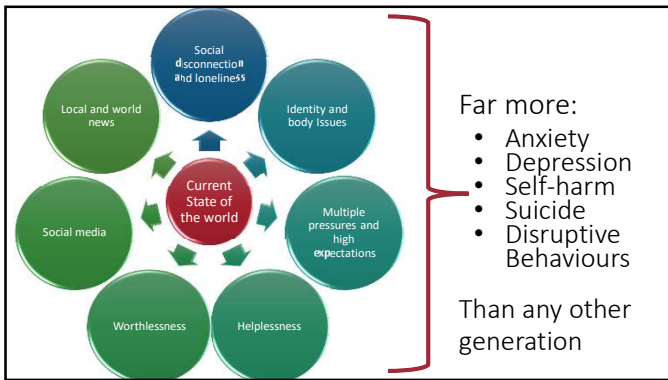 Social
disconnection
and loneliness
Identity and
body Issues
Multiple
pressures and
high
expectations
Helplessness
Worthlessness
Social media
Local and world
news
Current
State of
the world
Far more:
• Anxiety
• Depression
• Self-harm
• Suicide
• Disruptive
Behaviours
Than any other
generation